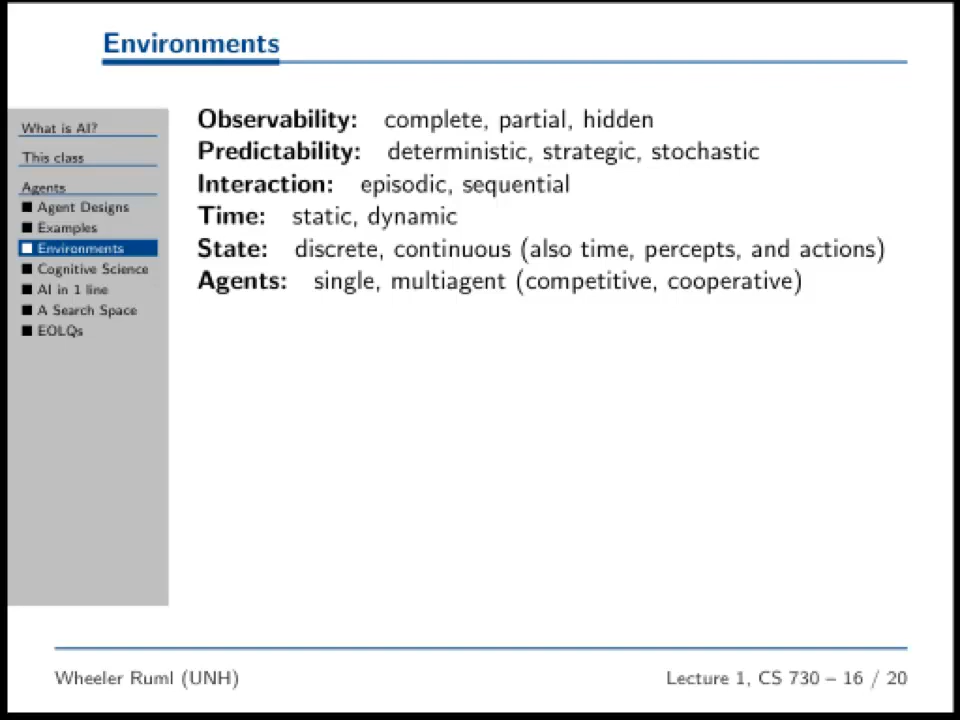 Environments
What is AI?
This class
Agents
Agent Designs
Examples
Environments
Cognitive Science
AI in 1 line
A Search Space
EOLQs
Observability: complete, partial, hidden
Predictability: deterministic, strategic, stochastic
Interaction: episodic, sequential
Time: static, dynamic
State: discrete, continuous (also time, percepts, and actions)
Agents: single, multiagent (competitive, cooperative)
Wheeler Ruml (UNH)
Lecture 1, CS 730 – 16 / 20